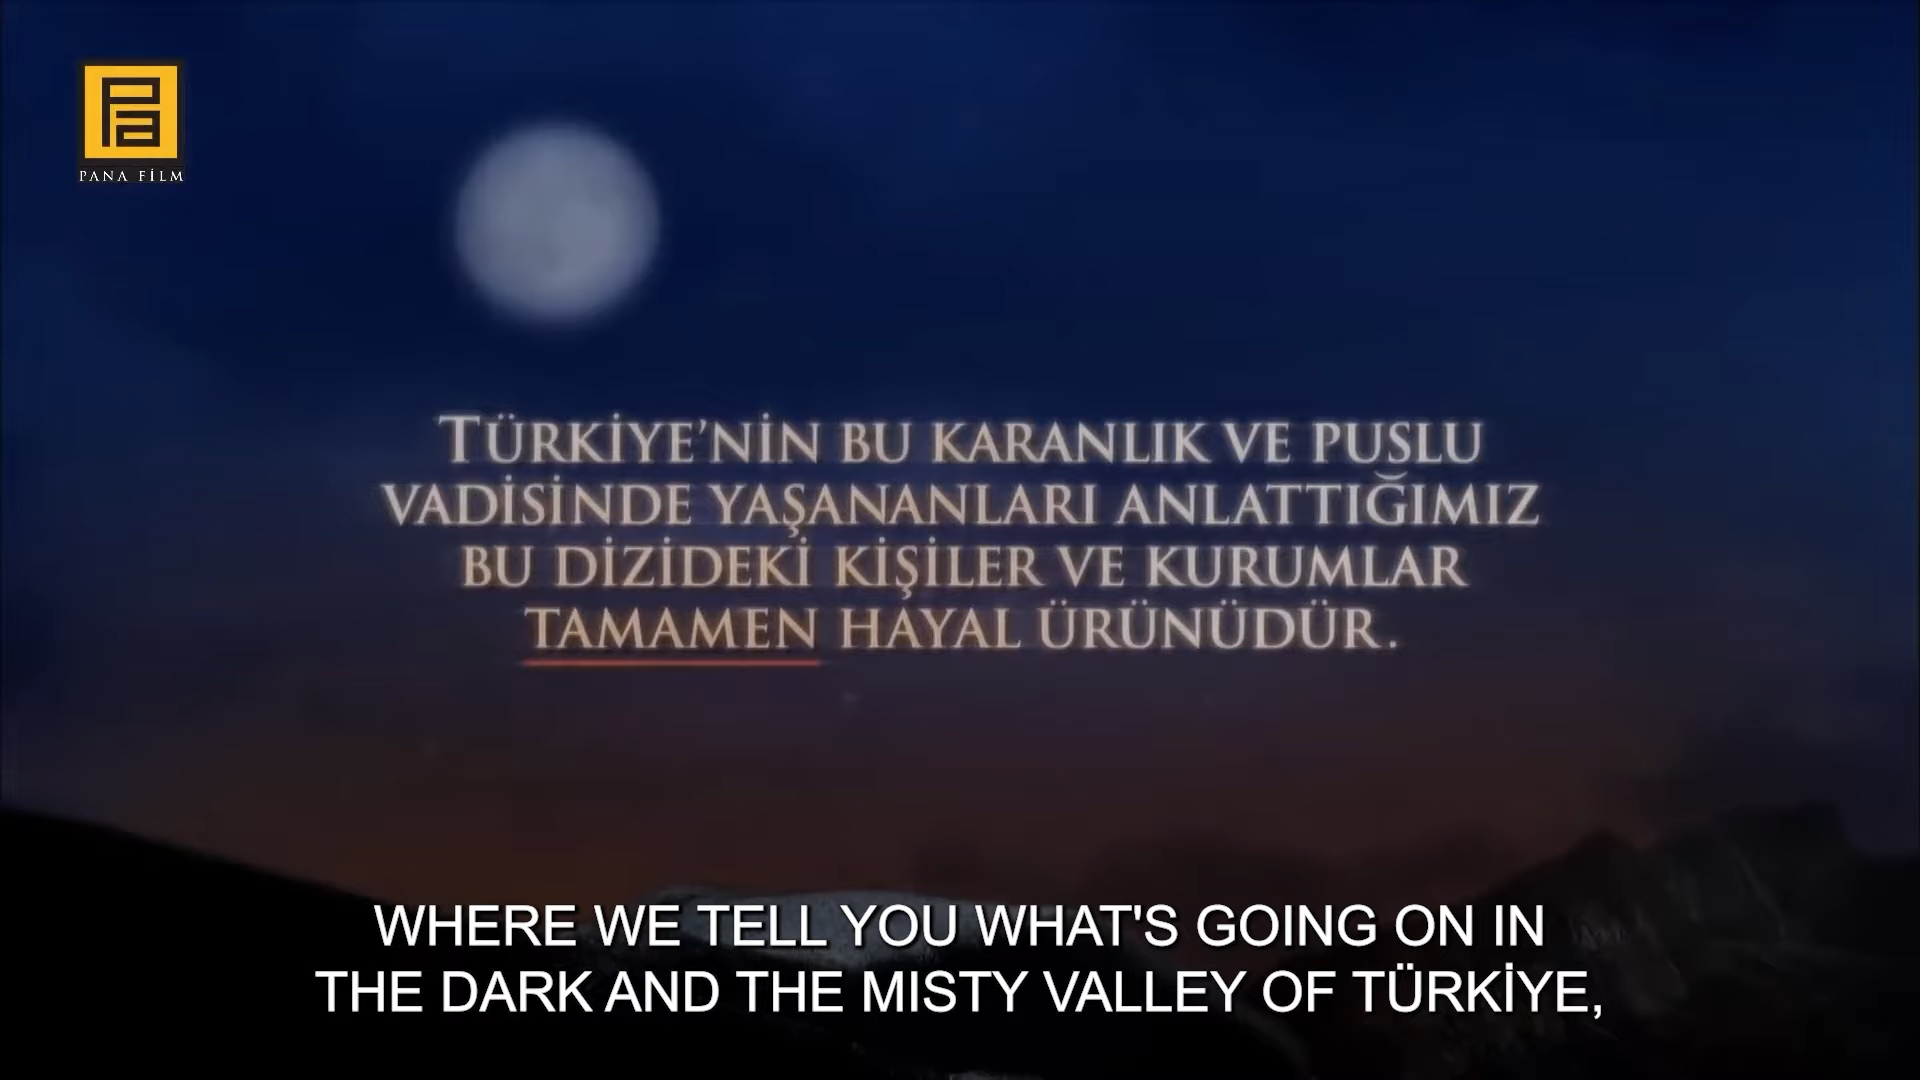 PANA FİLM
TÜRKİYE'NİN BU KARANLIK VE PUSLU
VADİSİNDE YAŞANANLARI ANLATTIĞIMIZ
BU DİZİDEKİ KİŞİLER VE KURUMLAR
TAMAMEN HAYAL ÜRÜNÜDÜR.
WHERE WE TELL YOU WHAT'S GOING ON IN
THE DARK AND THE MISTY VALLEY OF TÜRKİYE,